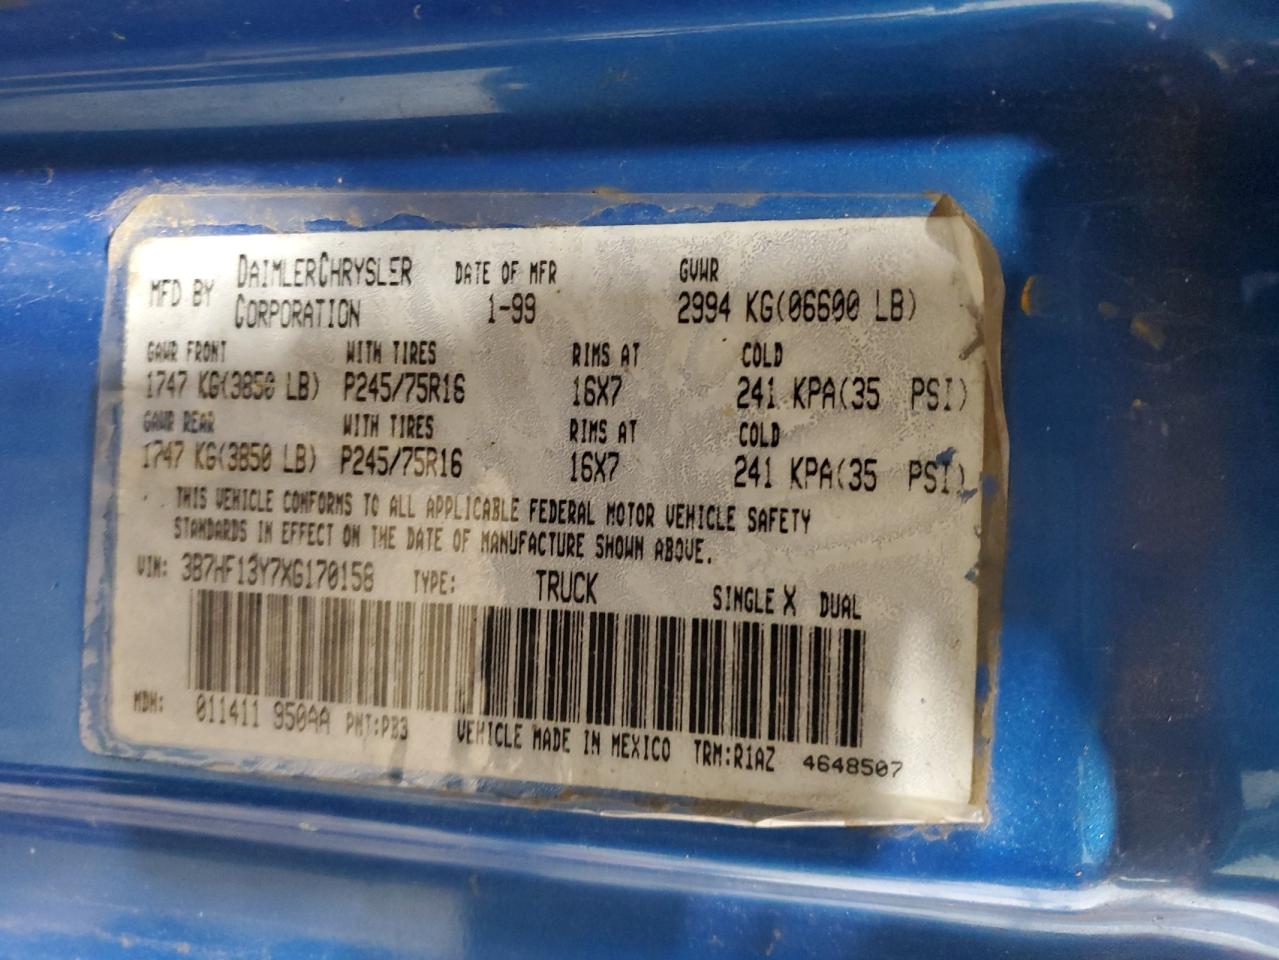 MFD BY DAIMLERCHRYSLER CORPORATION DATE OF MFR 1-99 GVWR 2994 KG(06600 LB)
GAWR FRONT WITH TIRES RIMS AT COLD
1747 KG(3850 LB) P245/75R16 16X7 241 KPA(35 PSI)
GAWR REAR WITH TIRES RIMS AT COLD
1747 KG(3850 LB) P245/75R16 16X7 241 KPA(35 PSI)
THIS VEHICLE CONFORMS TO ALL APPLICABLE FEDERAL MOTOR VEHICLE SAFETY
STANDARDS IN EFFECT ON THE DATE OF MANUFACTURE SHOWN ABOVE.
VIN: 3B7HF13Y7XG170158 TYPE: TRUCK SINGLE X DUAL
MDH: 011411 950AA PNT:PB3 VEHICLE MADE IN MEXICO TRM:R1AZ 4648507